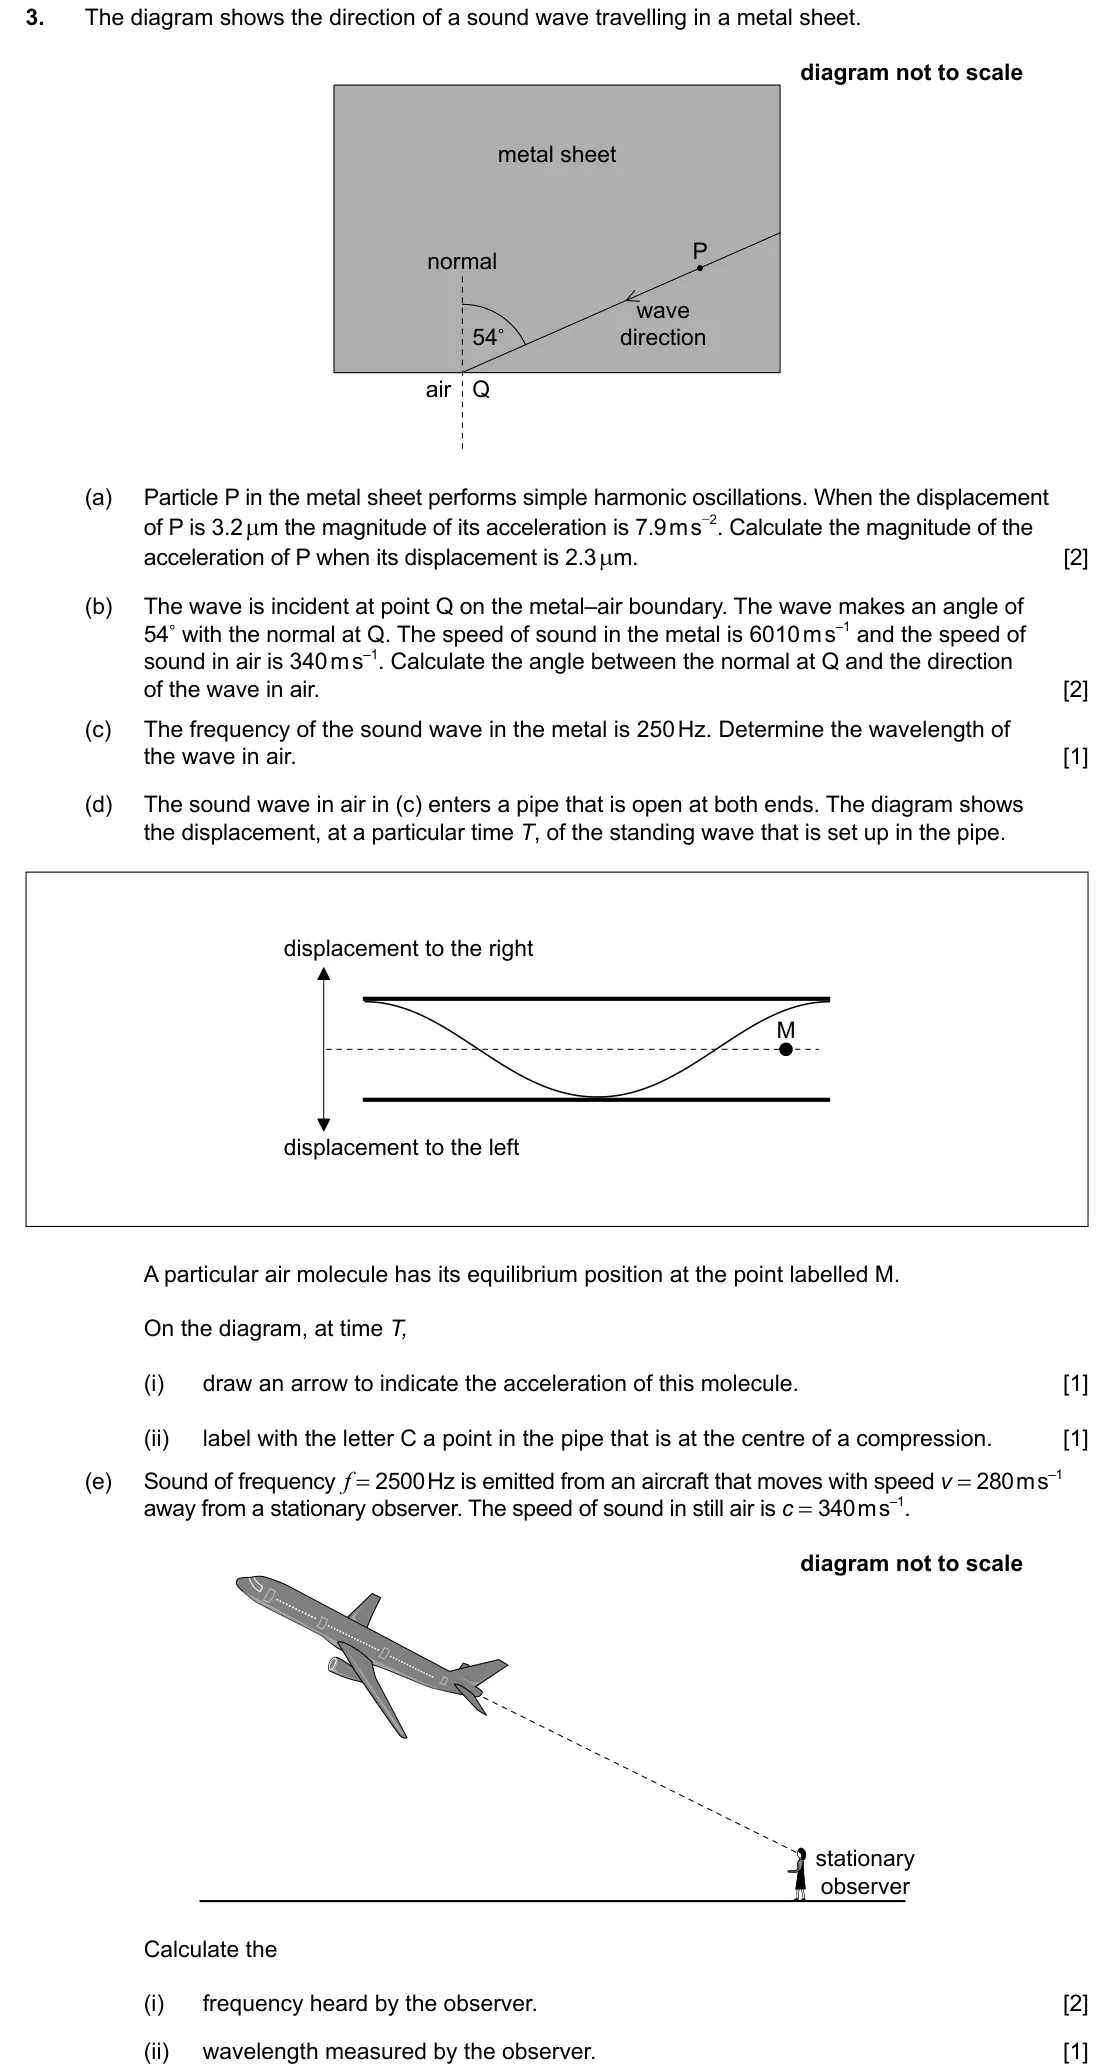 3. The diagram shows the direction of a sound wave travelling in a metal sheet.
diagram not to scale
metal sheet
P
normal
wave
direction
54°
air Q
(a) Particle P in the metal sheet performs simple harmonic oscillations. When the displacement
of P is 3.2 μm the magnitude of its acceleration is 7.9 m s⁻². Calculate the magnitude of the
acceleration of P when its displacement is 2.3 μm. [2]
(b) The wave is incident at point Q on the metal–air boundary. The wave makes an angle of
54° with the normal at Q. The speed of sound in the metal is 6010 m s⁻¹ and the speed of
sound in air is 340 m s⁻¹. Calculate the angle between the normal at Q and the direction
of the wave in air. [2]
(c) The frequency of the sound wave in the metal is 250 Hz. Determine the wavelength of
the wave in air. [1]
(d) The sound wave in air in (c) enters a pipe that is open at both ends. The diagram shows
the displacement, at a particular time T, of the standing wave that is set up in the pipe.
displacement to the right
M
displacement to the left
A particular air molecule has its equilibrium position at the point labelled M.
On the diagram, at time T,
(i) draw an arrow to indicate the acceleration of this molecule. [1]
(ii) label with the letter C a point in the pipe that is at the centre of a compression. [1]
(e) Sound of frequency f = 2500 Hz is emitted from an aircraft that moves with speed v = 280 m s⁻¹
away from a stationary observer. The speed of sound in still air is c = 340 m s⁻¹.
diagram not to scale
stationary
observer
Calculate the
(i) frequency heard by the observer. [2]
(ii) wavelength measured by the observer. [1]